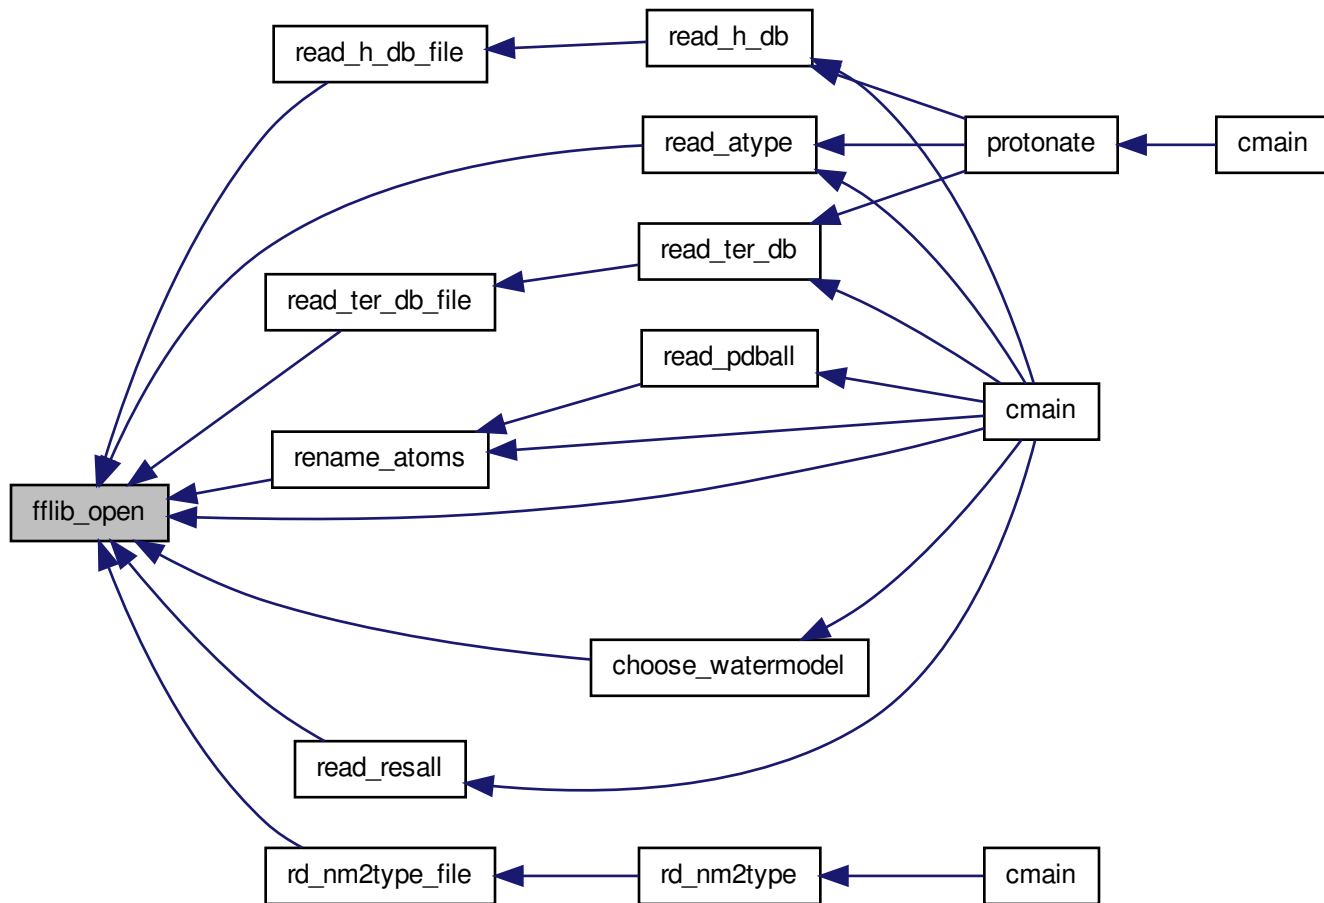 read_h_db_file
read_h_db
read_atype
protonate
cmain
read_ter_db
read_ter_db_file
read_pdball
cmain
rename_atoms
fflib_open
choose_watermodel
read_resall
rd_nm2type_file
rd_nm2type
cmain